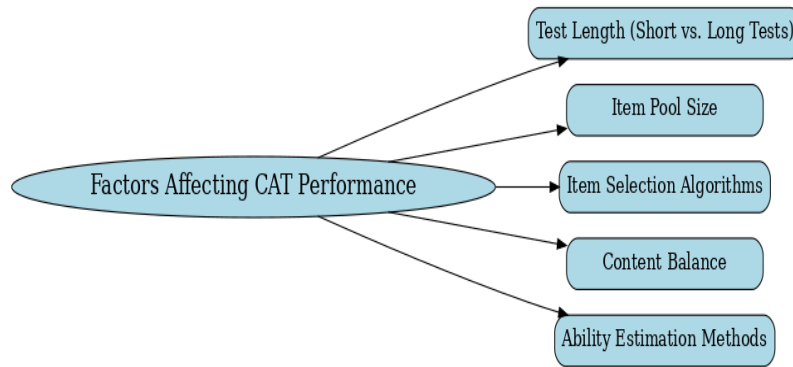 Test Length (Short vs. Long Tests)
Item Pool Size
Factors Affecting CAT Performance
Item Selection Algorithms
Content Balance
Ability Estimation Methods